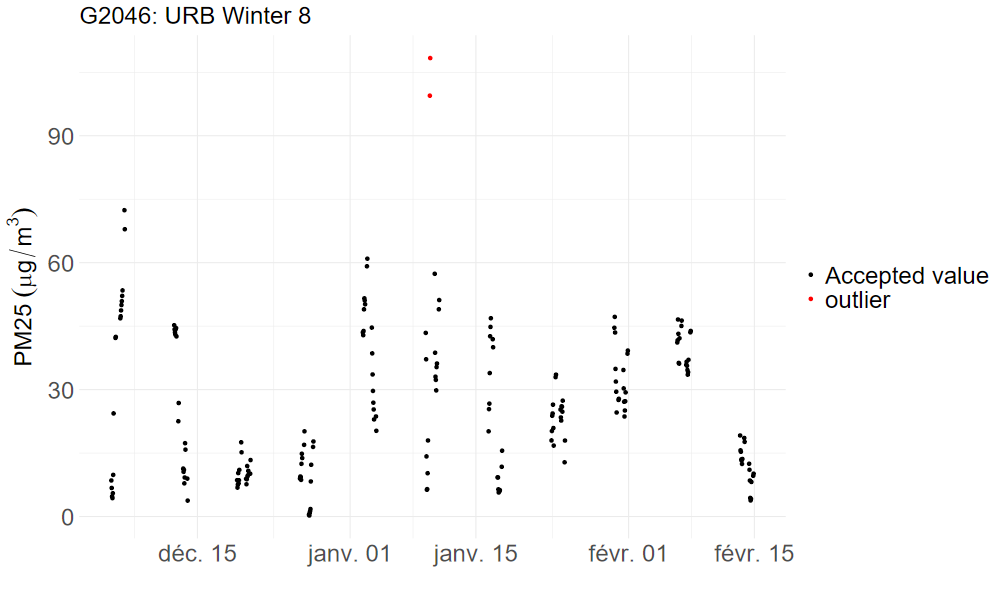 G2046: URB Winter 8
PM25 (μg/m³)
90
60
30
0
déc. 15
janv. 01
janv. 15
févr. 01
févr. 15
Accepted value
outlier